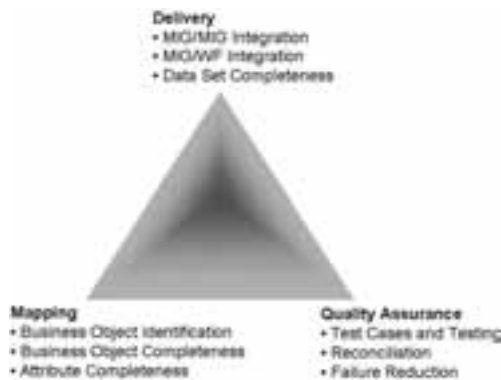 Delivery
• MIG/MIG Integration
• MIG/WF Integration
• Data Set Completeness
Mapping
• Business Object Identification
• Business Object Completeness
• Attribute Completeness
Quality Assurance
• Test Cases and Testing
• Reconciliation
• Failure Reduction